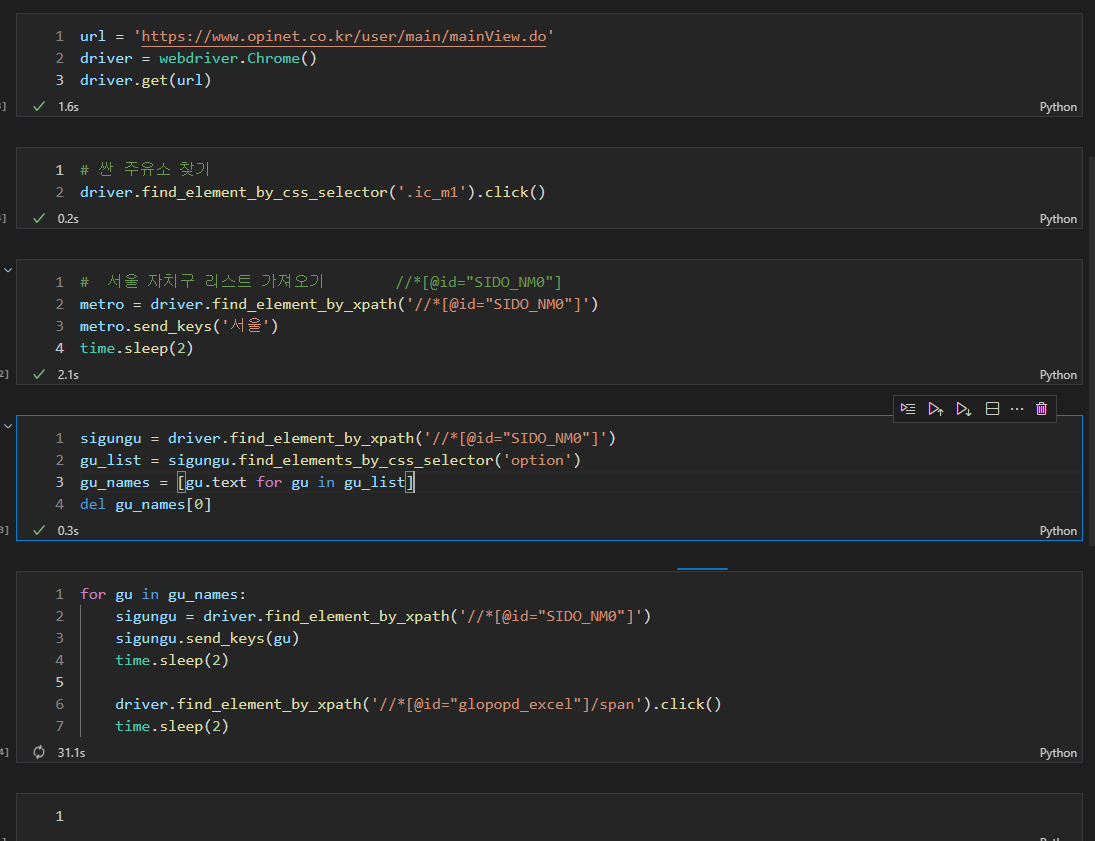 1 url = 'https://www.opinet.co.kr/user/main/mainView.do'
2 driver = webdriver.Chrome()
3 driver.get(url)
1.6s Python
1 # 싼 주유소 찾기
2 driver.find_element_by_css_selector('.ic_m1').click()
0.2s Python
1 #  서울 자치구 리스트 가져오기        //*[@id="SIDO_NM0"]
2 metro = driver.find_element_by_xpath('//*[@id="SIDO_NM0"]')
3 metro.send_keys('서울')
4 time.sleep(2)
2] 2.1s Python
1 sigungu = driver.find_element_by_xpath('//*[@id="SIDO_NM0"]')
2 gu_list = sigungu.find_elements_by_css_selector('option')
3 gu_names = [gu.text for gu in gu_list]
4 del gu_names[0]
3] 0.3s Python
1 for gu in gu_names:
2     sigungu = driver.find_element_by_xpath('//*[@id="SIDO_NM0"]')
3     sigungu.send_keys(gu)
4     time.sleep(2)
5
6     driver.find_element_by_xpath('//*[@id="glopopd_excel"]/span').click()
7     time.sleep(2)
4] 31.1s Python
1